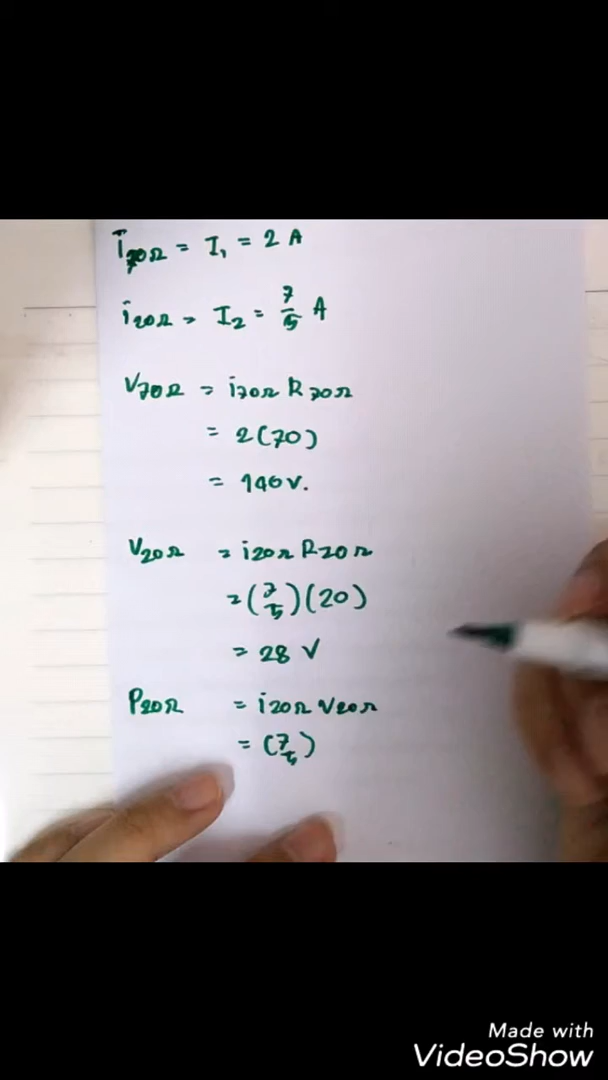 I70Ω = I1 = 2 A
i20Ω = I2 = 7/5 A
V70Ω = i70Ω R70Ω
= 2(70)
= 140V.
V20Ω = i20Ω R20Ω
= (7/5)(20)
= 28 V
P20Ω = i20Ω V20Ω
= (7/5)
Made with
VideoShow